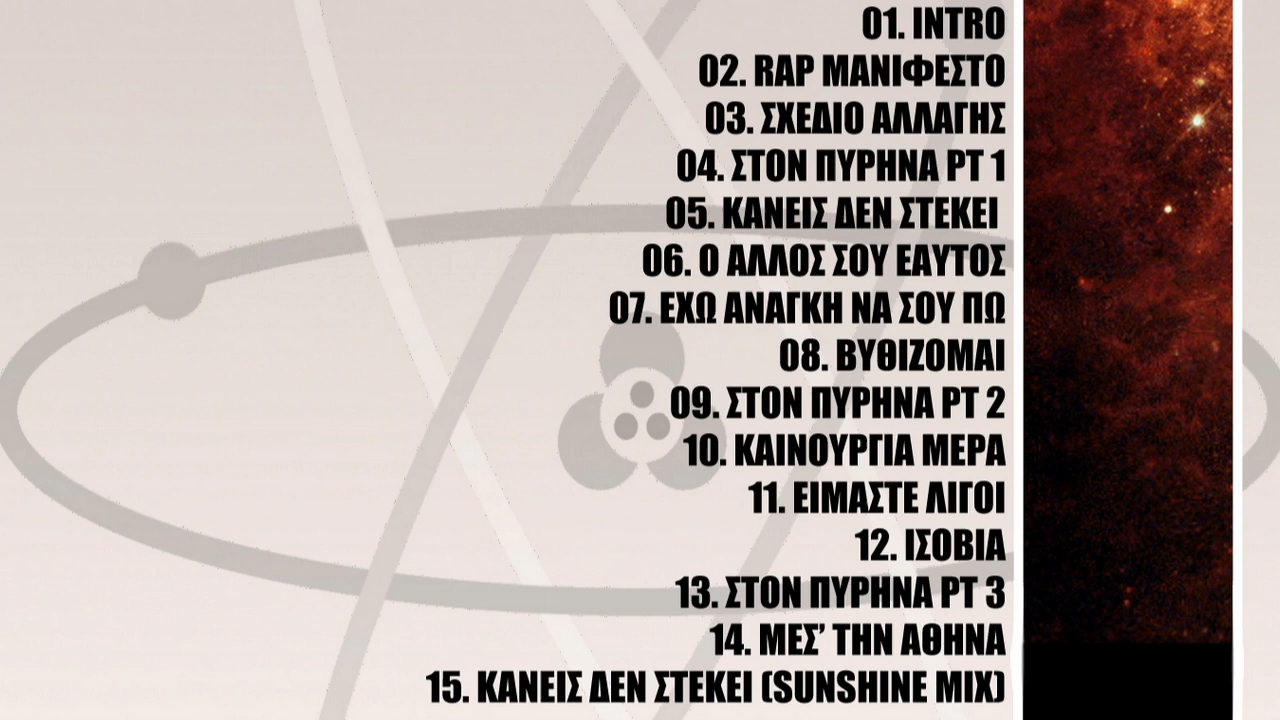 01. INTRO
02. RAP ΜΑΝΙΦΕΣΤΟ
03. ΣΧΕΔΙΟ ΑΛΛΑΓΗΣ
04. ΣΤΟΝ ΠΥΡΗΝΑ PT 1
05. ΚΑΝΕΙΣ ΔΕΝ ΣΤΕΚΕΙ
06. Ο ΑΛΛΟΣ ΣΟΥ ΕΑΥΤΟΣ
07. ΕΧΩ ΑΝΑΓΚΗ ΝΑ ΣΟΥ ΠΩ
08. ΒΥΘΙΖΟΜΑΙ
09. ΣΤΟΝ ΠΥΡΗΝΑ PT 2
10. ΚΑΙΝΟΥΡΓΙΑ ΜΕΡΑ
11. ΕΙΜΑΣΤΕ ΛΙΓΟΙ
12. ΙΣΟΒΙΑ
13. ΣΤΟΝ ΠΥΡΗΝΑ PT 3
14. ΜΕΣ’ ΤΗΝ ΑΘΗΝΑ
15. ΚΑΝΕΙΣ ΔΕΝ ΣΤΕΚΕΙ (SUNSHINE MIX)